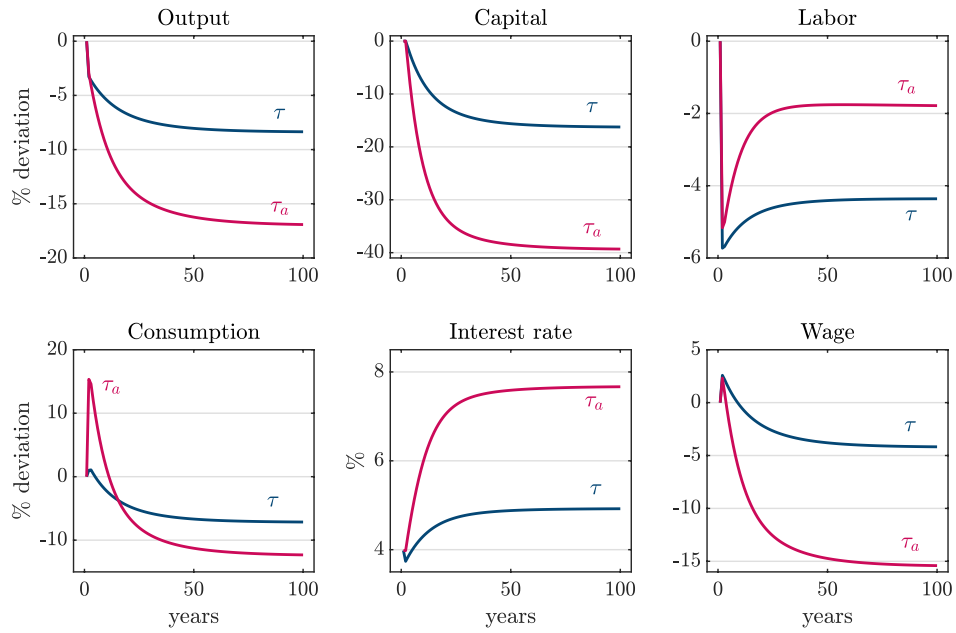 Output
% deviation
0
-5
-10
-15
-20
τ
τₐ
0 50 100
Capital
0
-10
-20
-30
-40
τ
τₐ
0 50 100
Labor
0
-2
-4
-6
τₐ
τ
0 50 100
Consumption
% deviation
20
10
0
-10
τₐ
τ
0 50 100
years
Interest rate
%
8
6
4
τₐ
τ
0 50 100
years
Wage
5
0
-5
-10
-15
τ
τₐ
0 50 100
years